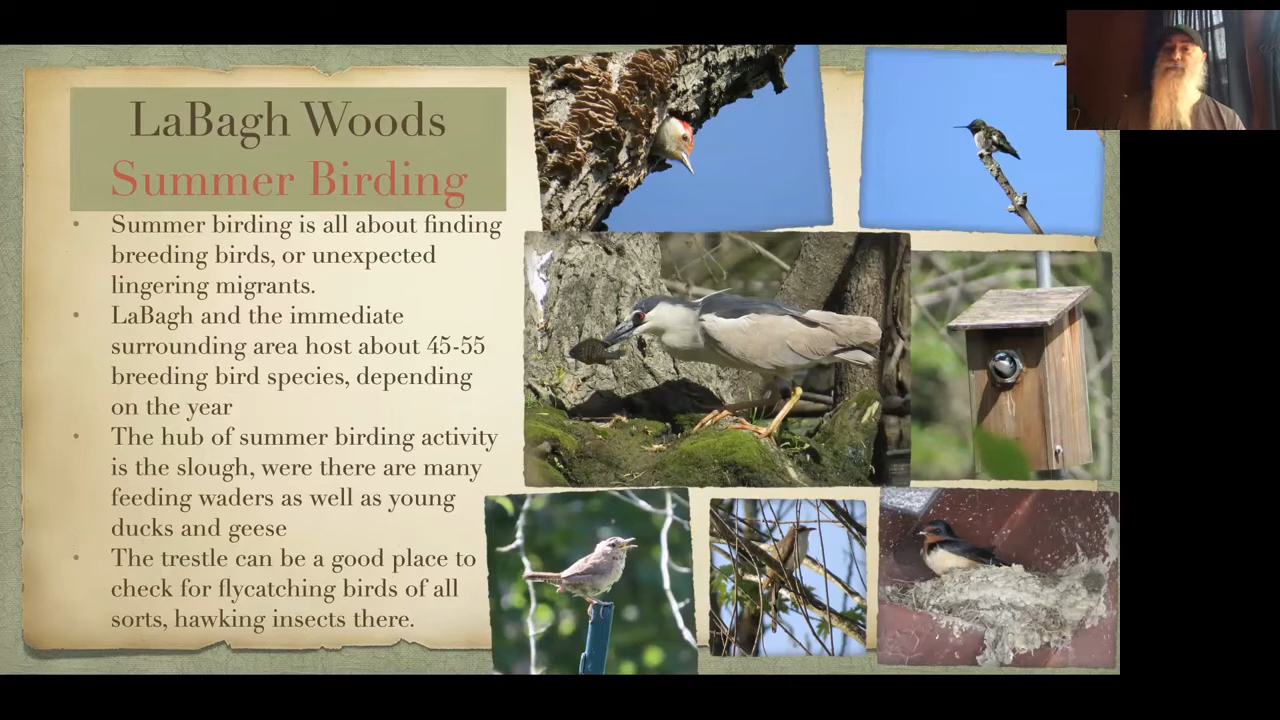 LaBagh Woods
Summer Birding
• Summer birding is all about finding
breeding birds, or unexpected
lingering migrants.
• LaBagh and the immediate
surrounding area host about 45-55
breeding bird species, depending
on the year
• The hub of summer birding activity
is the slough, were there are many
feeding waders as well as young
ducks and geese
• The trestle can be a good place to
check for flycatching birds of all
sorts, hawking insects there.